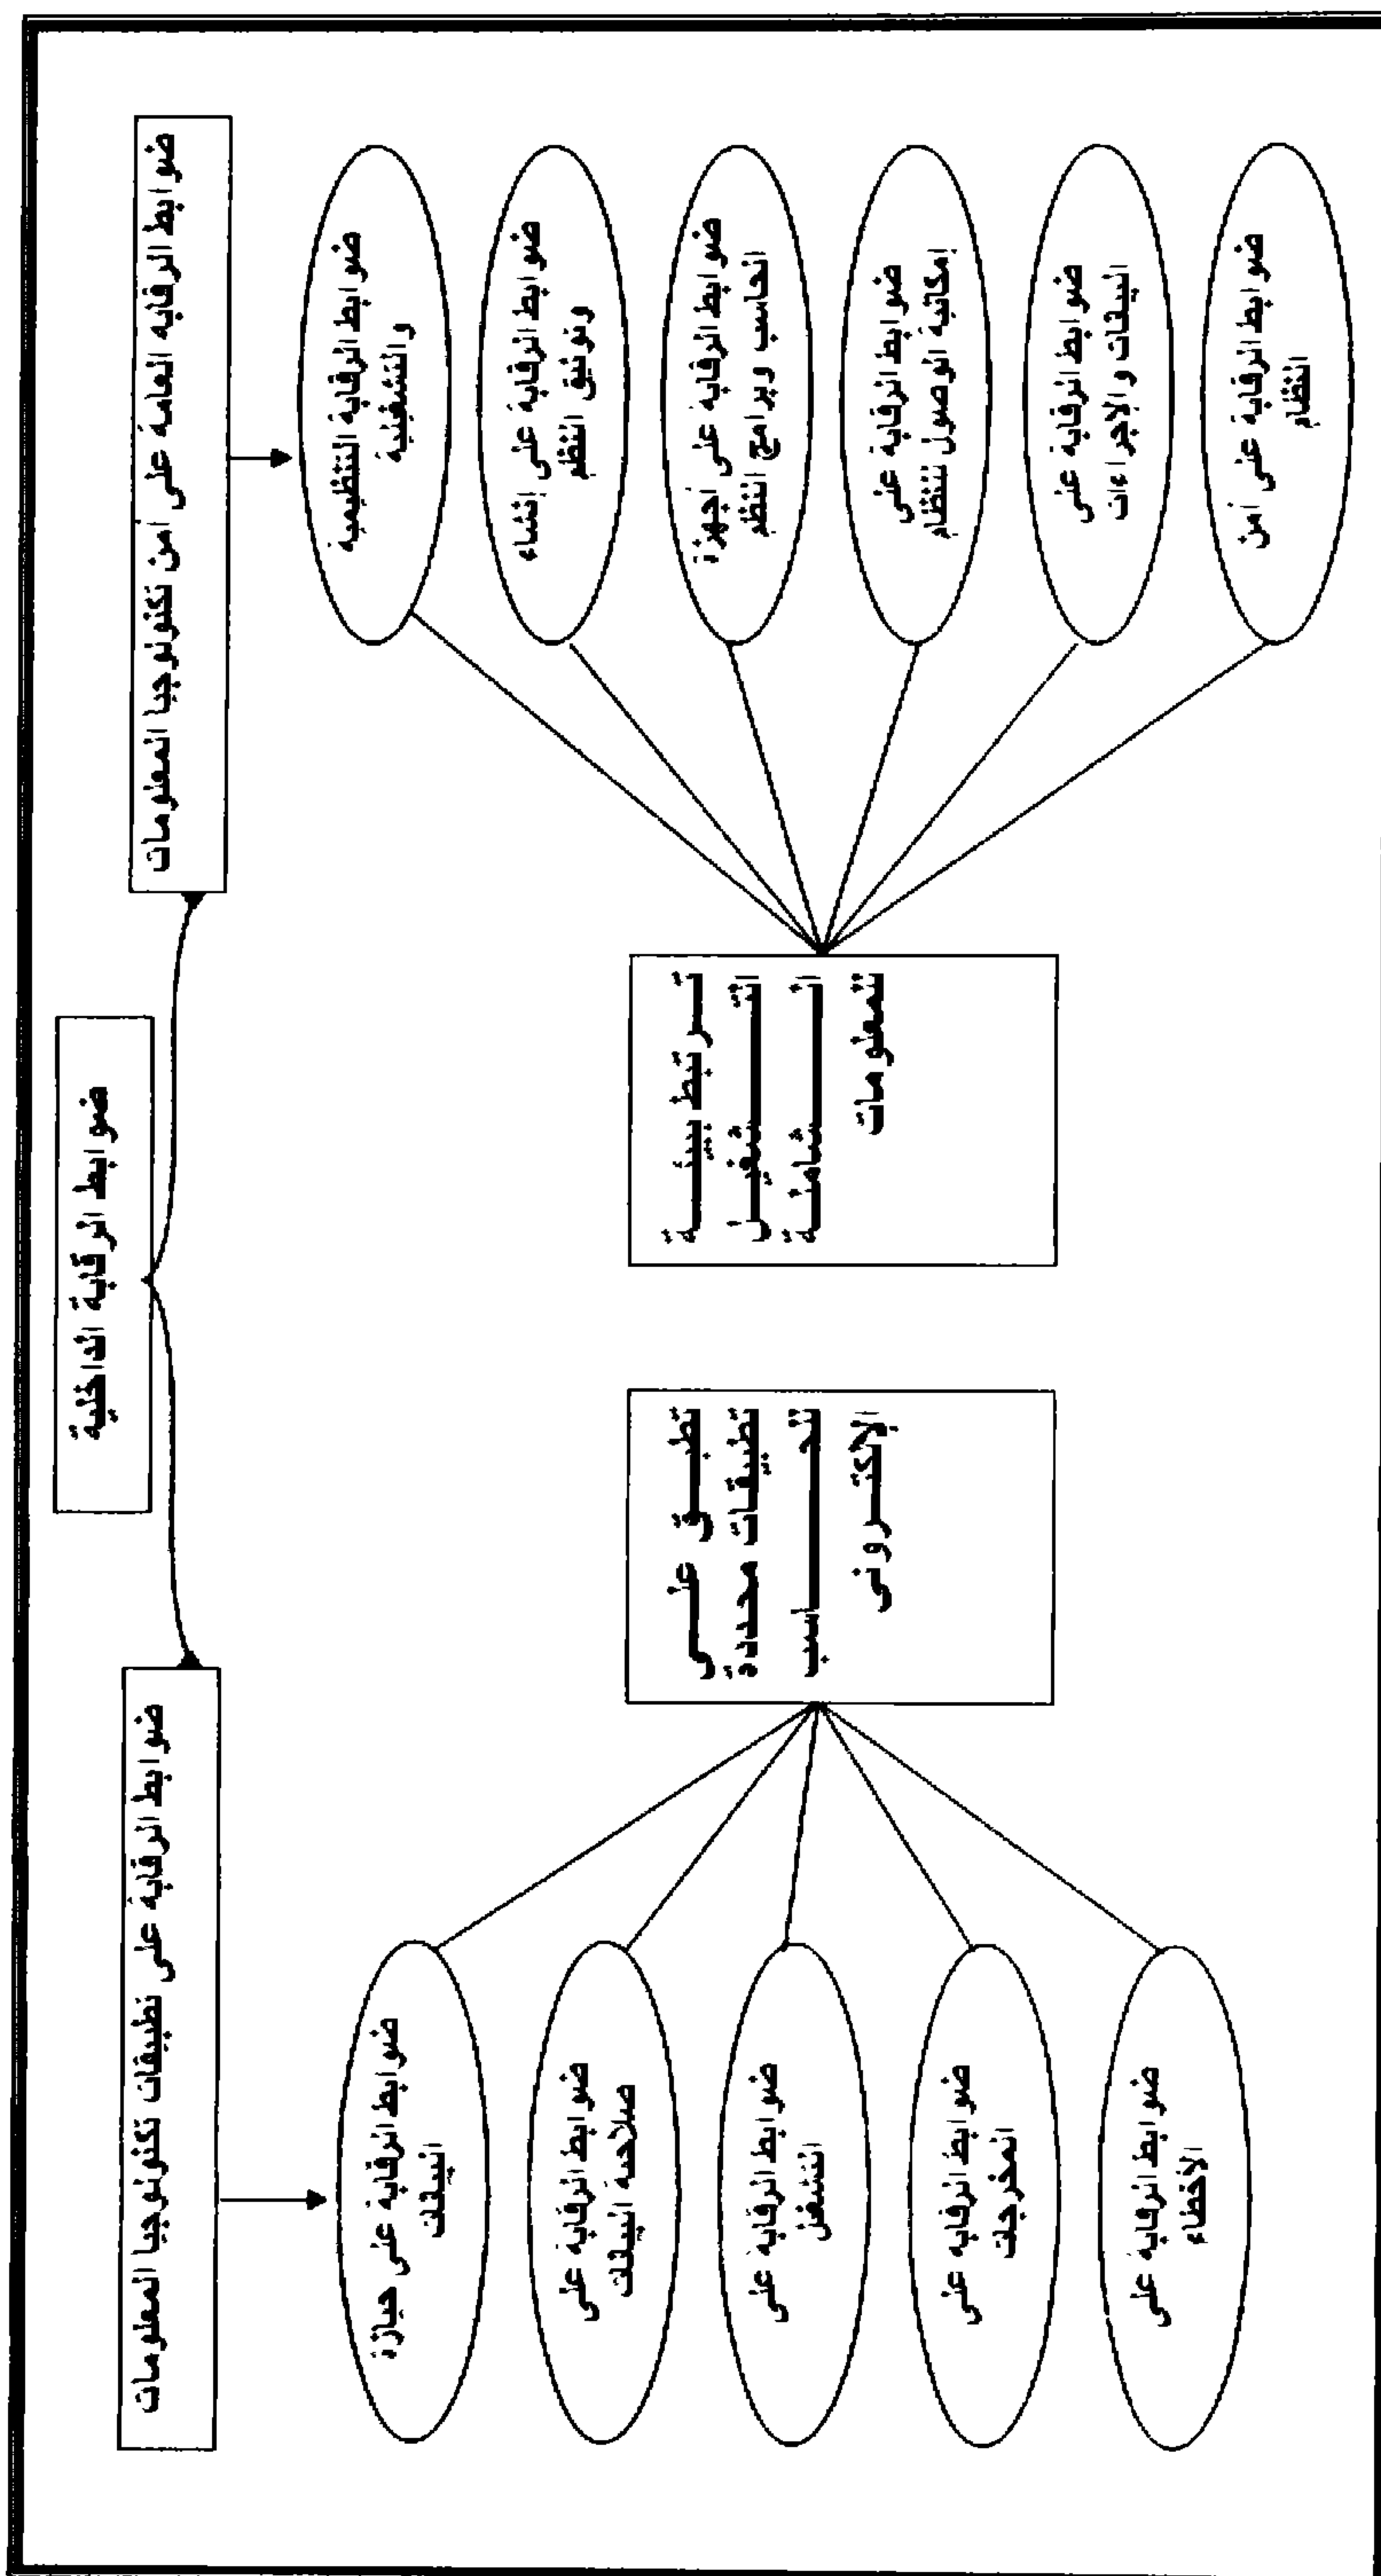 ضوابط الرقابة الداخلية
ضوابط الرقابة العامة على أمن تكنولوجيا المعلومات
ضوابط الرقابة التنظيمية
والتشغيلية
ضوابط الرقابة على إنشاء
وتوثيق النظم
ضوابط الرقابة على أجهزة
الحاسب وبرامج النظم
ضوابط الرقابة على
إمكانية الوصول للنظام
ضوابط الرقابة على
البيانات والإجراءات
ضوابط الرقابة على أمن
النظام
ترتبط ببيئة
التشغيل
الشاملة
للمعلومات
ضوابط الرقابة على تطبيقات تكنولوجيا المعلومات
ضوابط الرقابة على حيازة
البيانات
ضوابط الرقابة على
صلاحية البيانات
ضوابط الرقابة على
التشغيل
ضوابط الرقابة على
المخرجات
ضوابط الرقابة على
الأخطاء
تطبق على
تطبيقات محددة
للحاسب
الإلكترونى